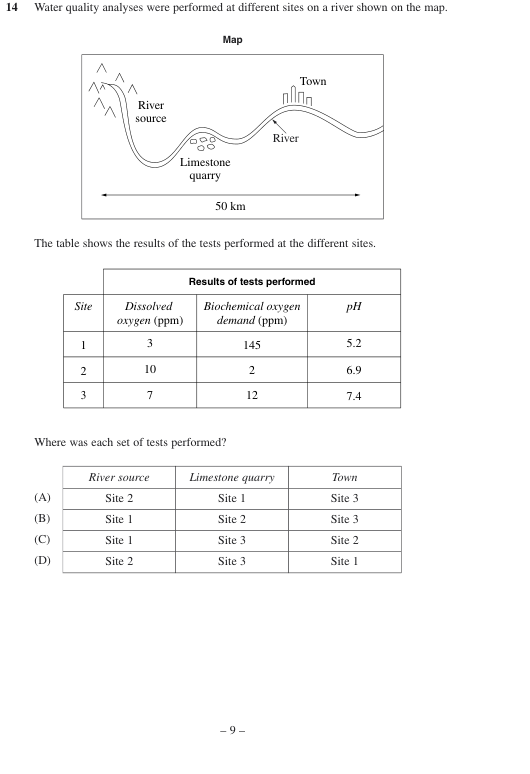 14 Water quality analyses were performed at different sites on a river shown on the map.
Map
Town
River
source
River
Limestone
quarry
50 km
The table shows the results of the tests performed at the different sites.
Results of tests performed
Site Dissolved oxygen (ppm) Biochemical oxygen demand (ppm) pH
1 3 145 5.2
2 10 2 6.9
3 7 12 7.4
Where was each set of tests performed?
River source Limestone quarry Town
(A) Site 2 Site 1 Site 3
(B) Site 1 Site 2 Site 3
(C) Site 1 Site 3 Site 2
(D) Site 2 Site 3 Site 1
– 9 –